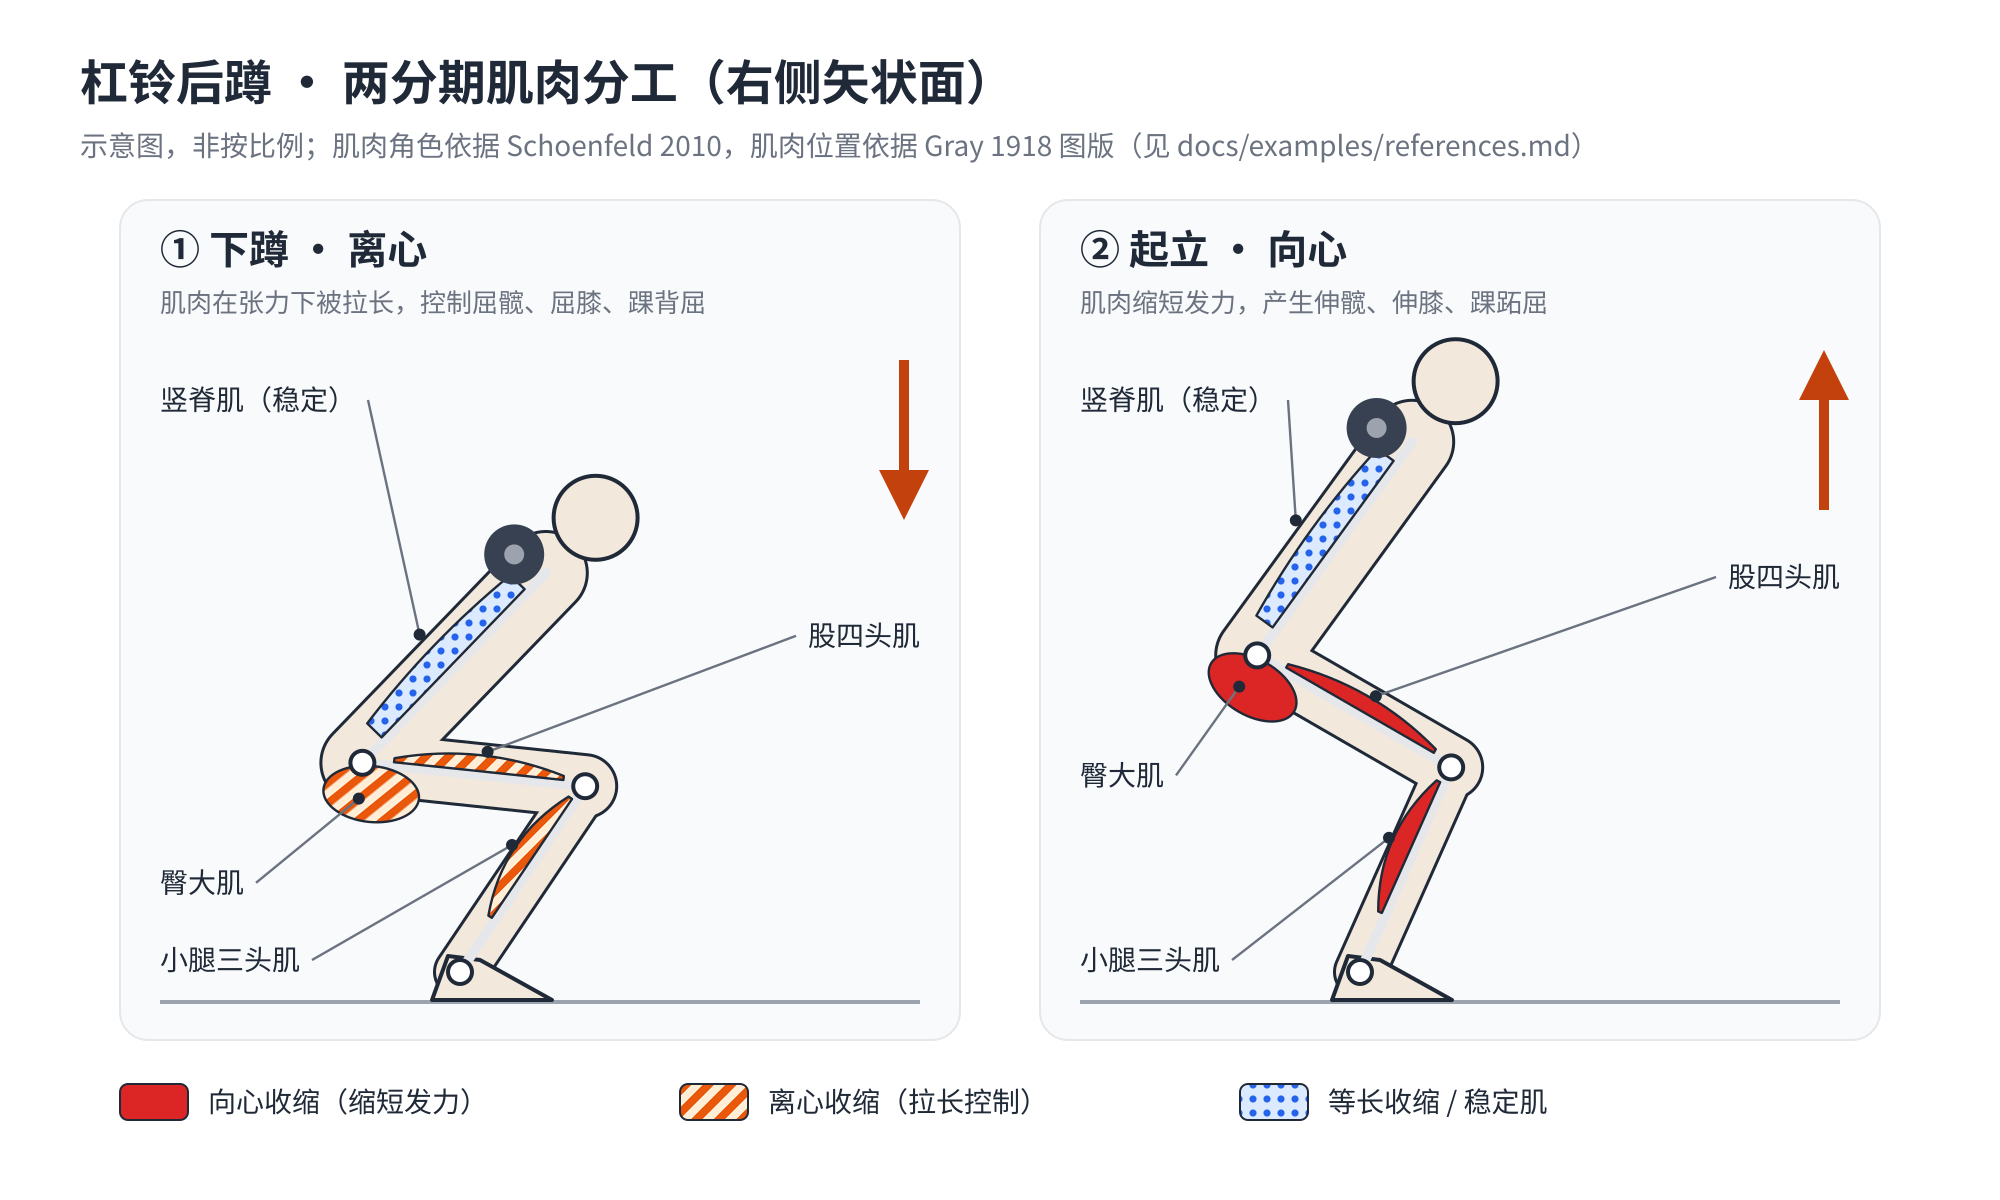 杠铃后蹲 · 两分期肌肉分工（右侧矢状面）
示意图，非按比例；肌肉角色依据 Schoenfeld 2010，肌肉位置依据 Gray 1918 图版（见 docs/examples/references.md）
① 下蹲 · 离心
肌肉在张力下被拉长，控制屈髋、屈膝、踝背屈
竖脊肌（稳定）
股四头肌
臀大肌
小腿三头肌
② 起立 · 向心
肌肉缩短发力，产生伸髋、伸膝、踝跖屈
竖脊肌（稳定）
股四头肌
臀大肌
小腿三头肌
向心收缩（缩短发力）
离心收缩（拉长控制）
等长收缩 / 稳定肌